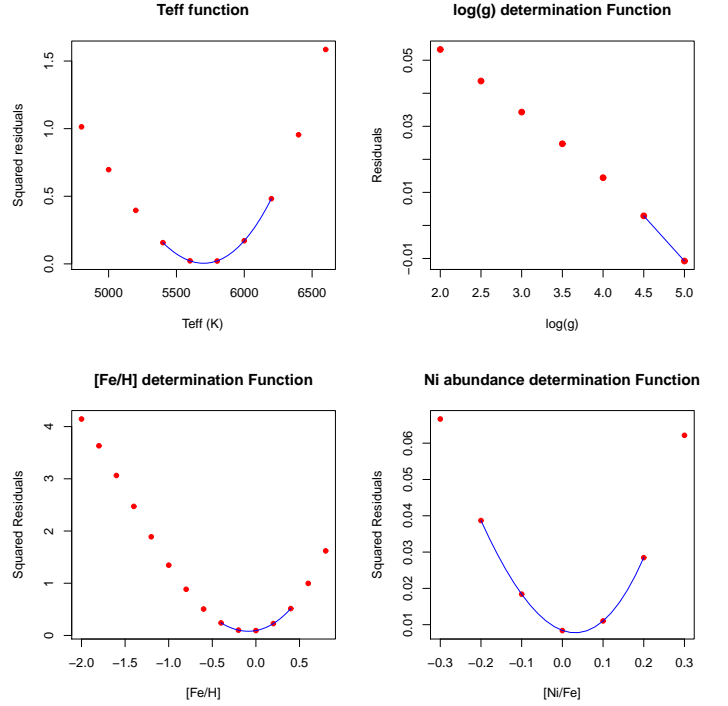 Teff function
Squared residuals
0.0 0.5 1.0 1.5
5000 5500 6000 6500
Teff (K)
log(g) determination Function
Residuals
−0.01 0.01 0.03 0.05
2.0 2.5 3.0 3.5 4.0 4.5 5.0
log(g)
[Fe/H] determination Function
Squared Residuals
0 1 2 3 4
−2.0 −1.5 −1.0 −0.5 0.0 0.5
[Fe/H]
Ni abundance determination Function
Squared Residuals
0.01 0.02 0.03 0.04 0.05 0.06
−0.3 −0.2 −0.1 0.0 0.1 0.2 0.3
[Ni/Fe]